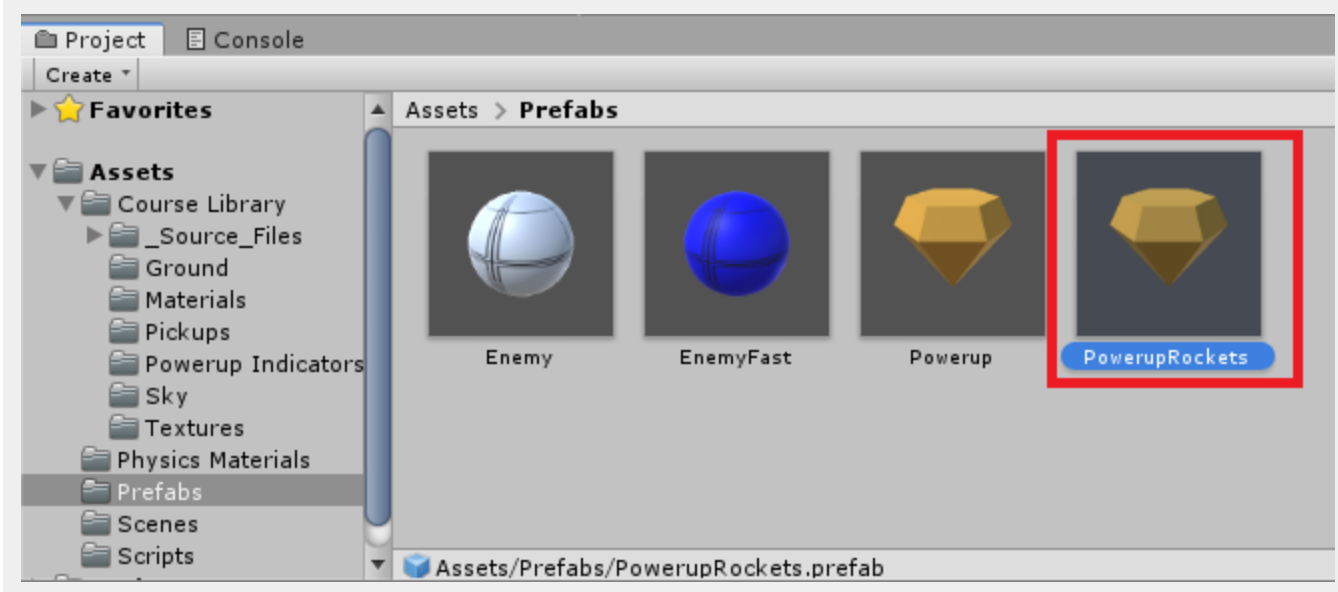 Project Console
Create
Favorites
Assets > Prefabs
Assets
Course Library
_Source_Files
Ground
Materials
Pickups
Powerup Indicators
Sky
Textures
Physics Materials
Prefabs
Scenes
Scripts
Enemy EnemyFast Powerup PowerupRockets
Assets/Prefabs/PowerupRockets.prefab